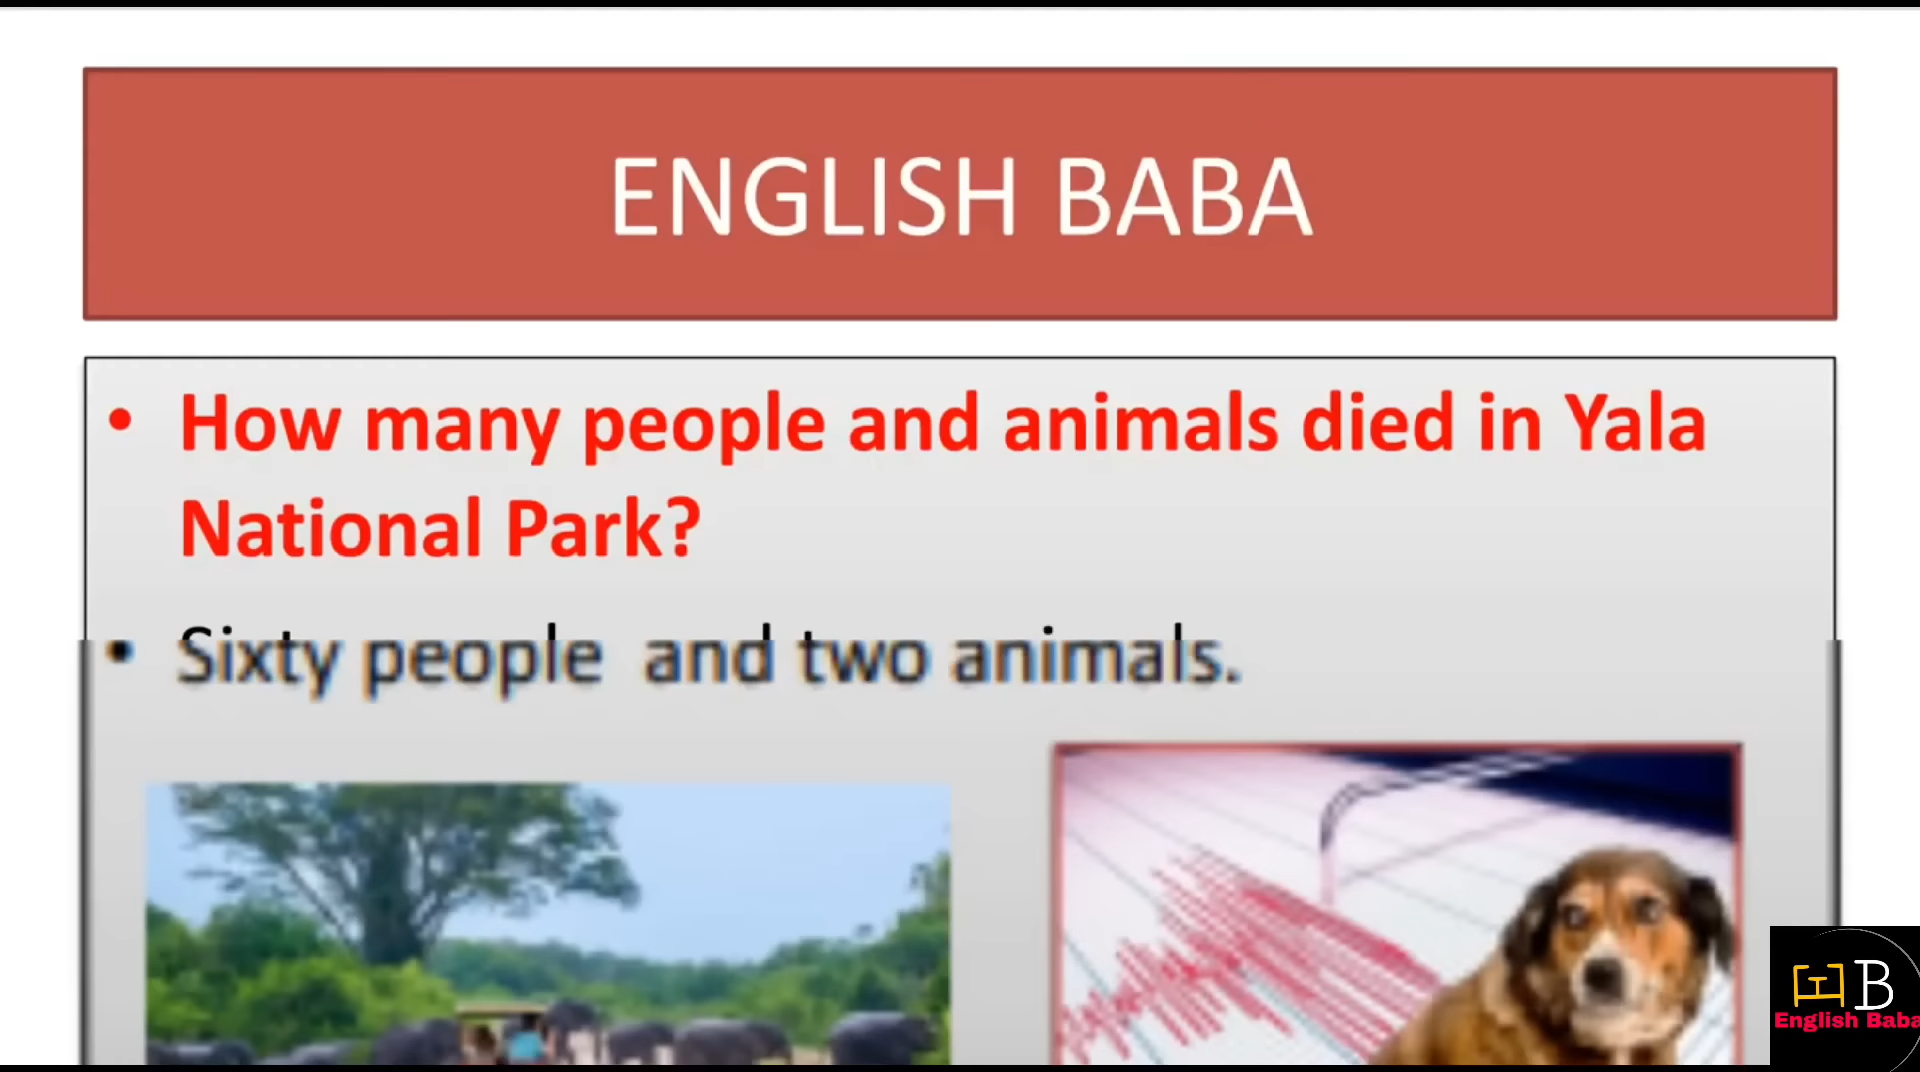 ENGLISH BABA
• How many people and animals died in Yala
National Park?
• Sixty people and two animals.
EB
English Baba